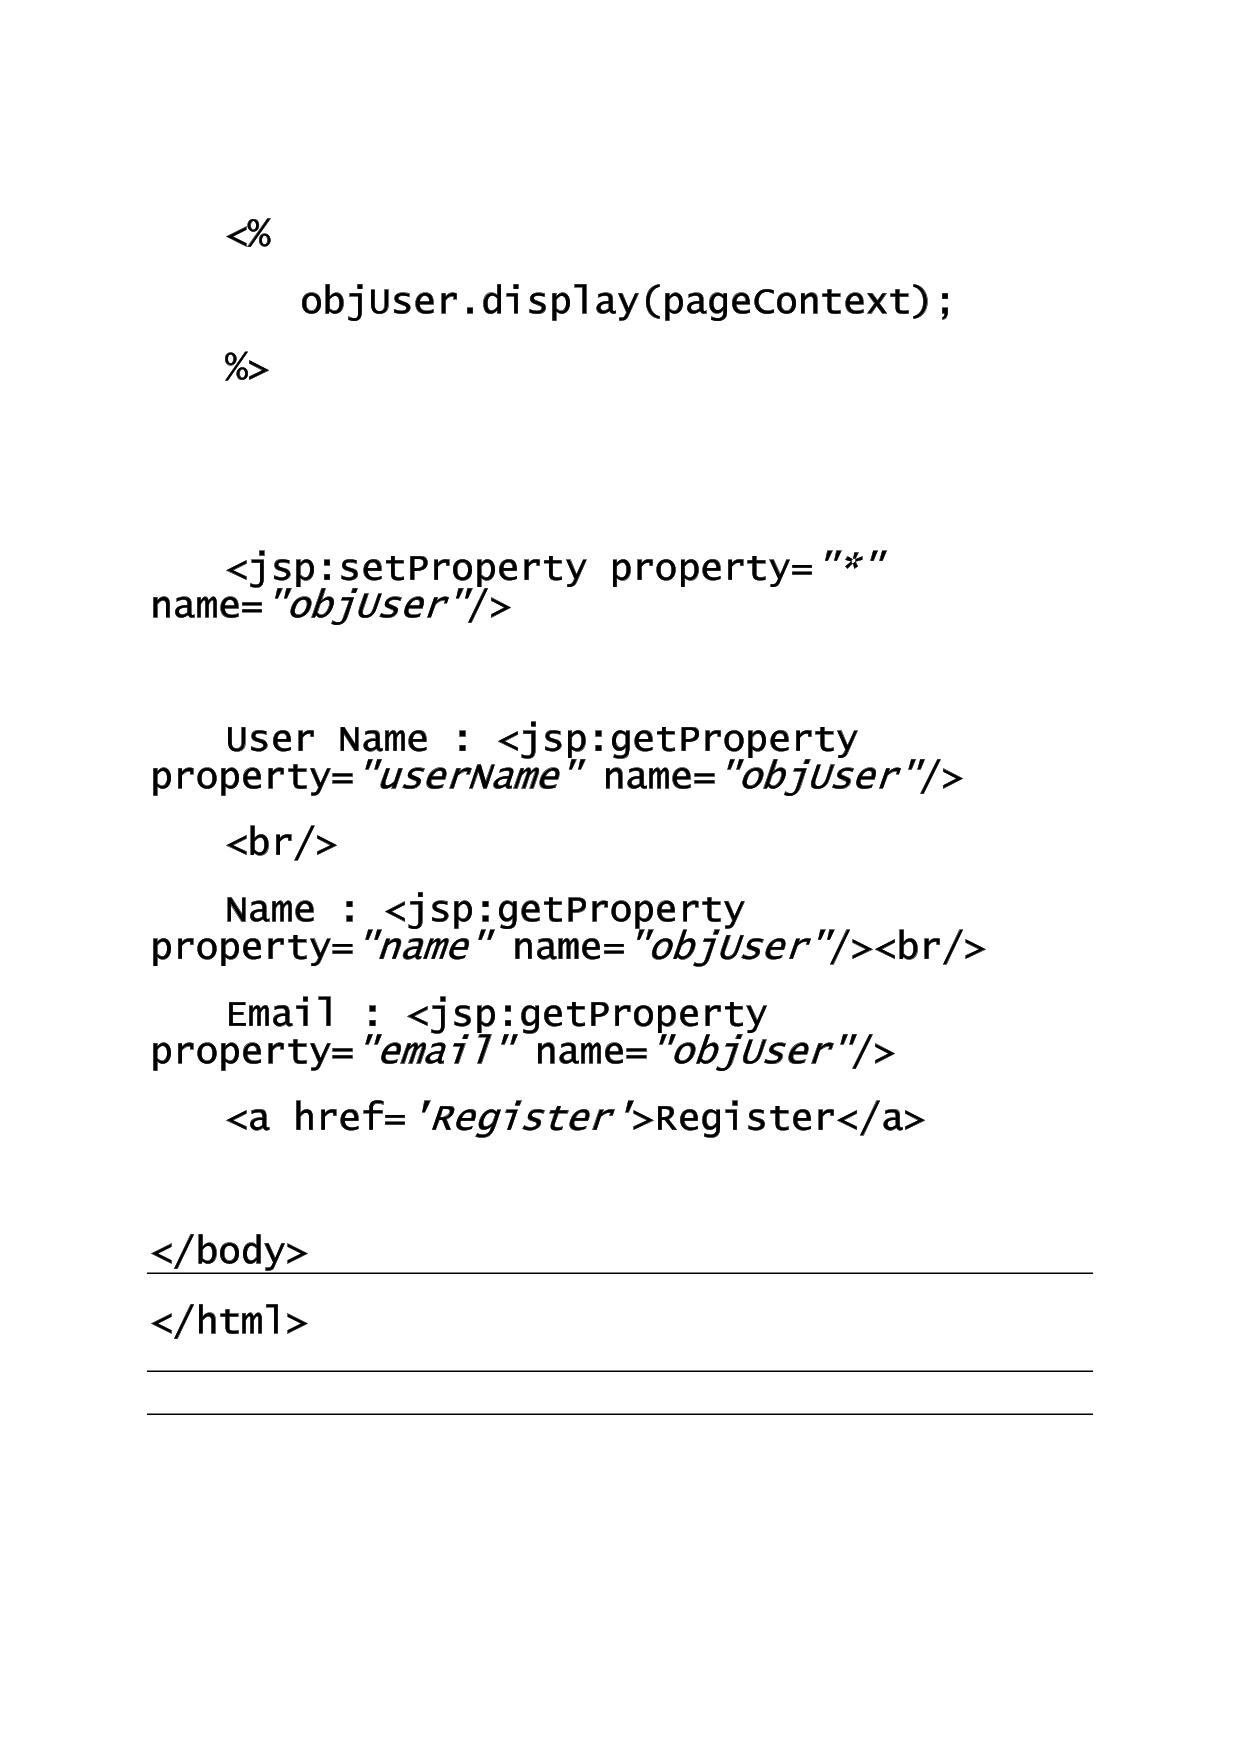 <%
objUser.display(pageContext);
%>
<jsp:setProperty property="*"
name="objUser"/>
User Name : <jsp:getProperty
property="userName" name="objUser"/>
<br/>
Name : <jsp:getProperty
property="name" name="objUser"/><br/>
Email : <jsp:getProperty
property="email" name="objUser"/>
<a href='Register'>Register</a>
</body>
</html>